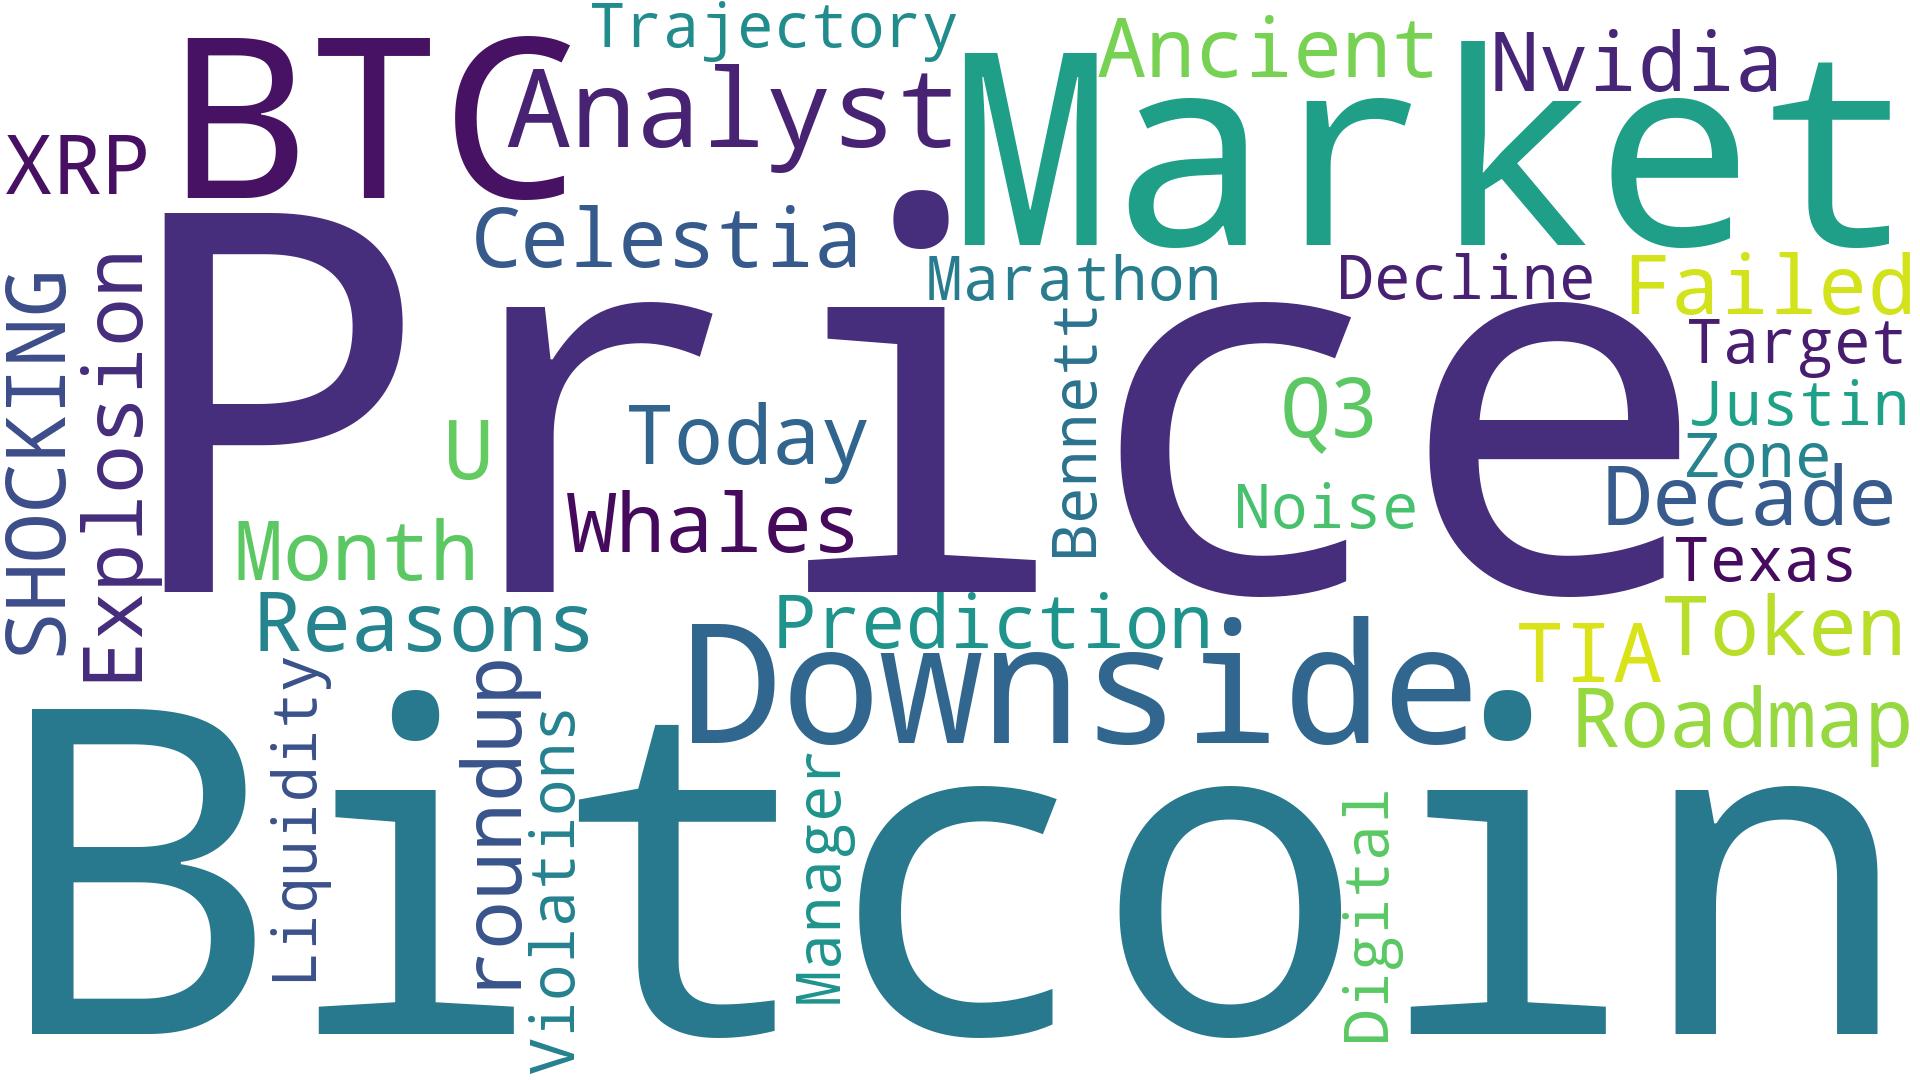 Trajectory
BTC
Analyst
Market
Ancient
Nvidia
XRP
Price
Celestia
Marathon
Decline
Failed
Target
SHOCKING
Explosion
Bennett
Justin
Q3
U
Today
Zone
Decade
Whales
Noise
Month
Texas
Reasons
Prediction
Token
TIA
Downside
Roadmap
Liquidity
roundup
Violations
Bitcoin
Manager
Digital